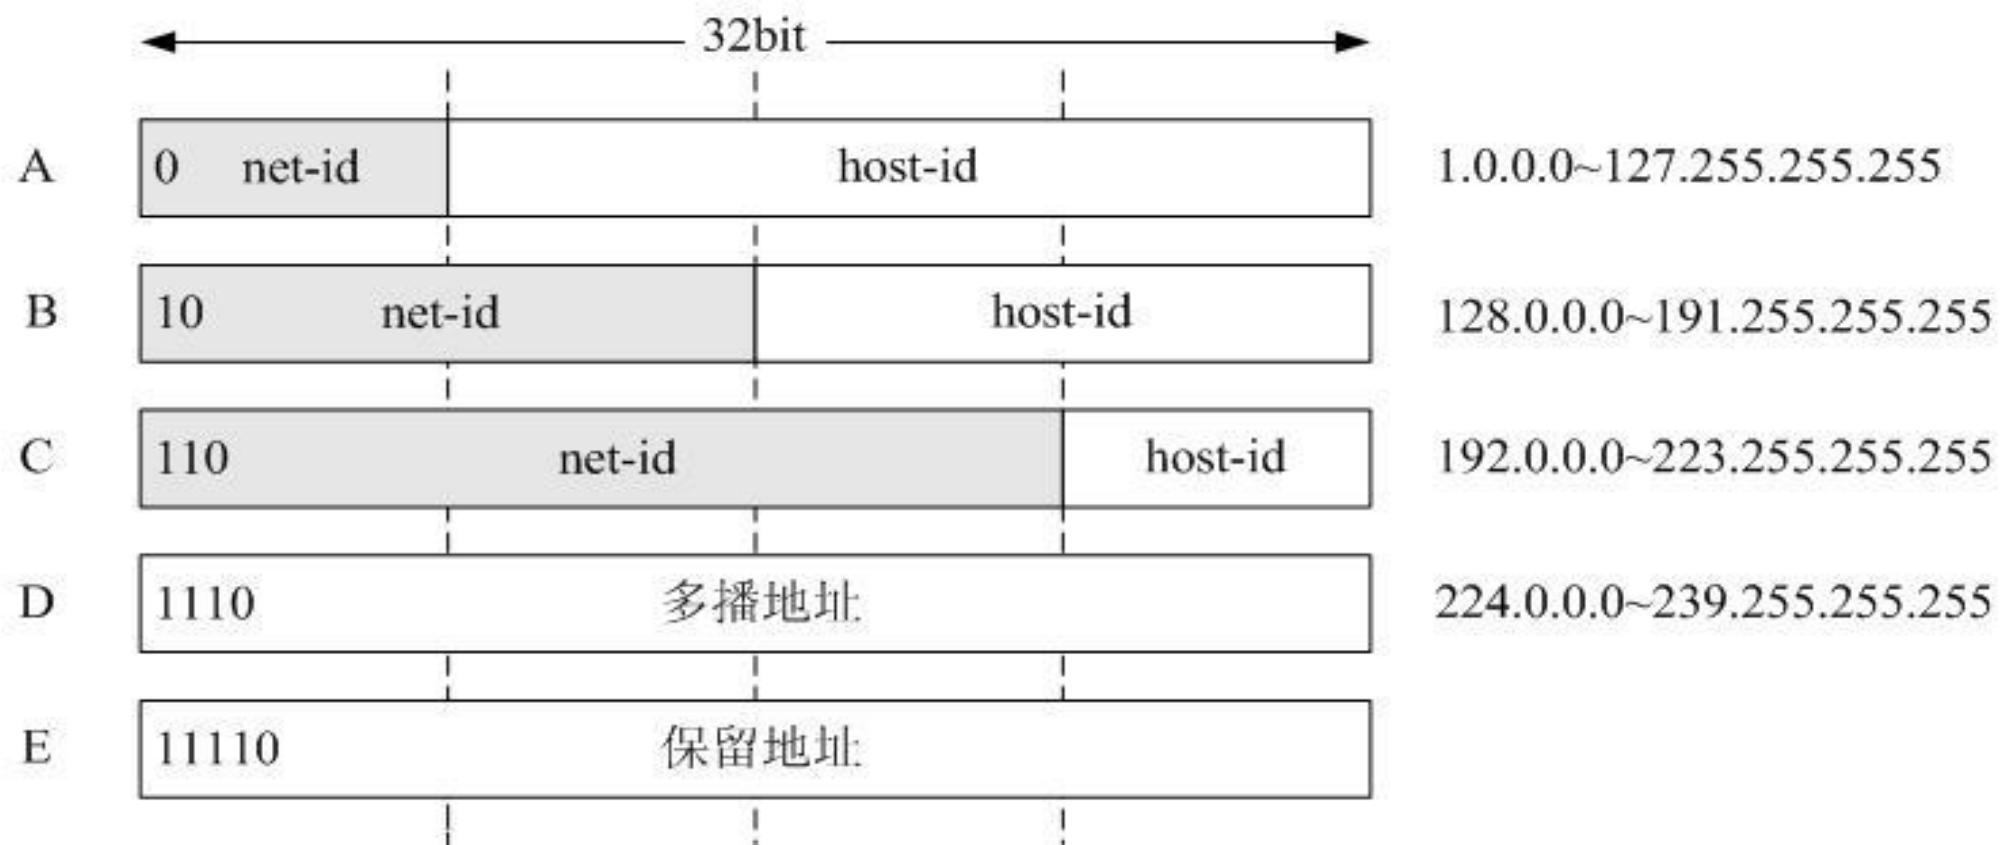 32bit
A 0 net-id host-id 1.0.0.0~127.255.255.255
B 10 net-id host-id 128.0.0.0~191.255.255.255
C 110 net-id host-id 192.0.0.0~223.255.255.255
D 1110 多播地址 224.0.0.0~239.255.255.255
E 11110 保留地址